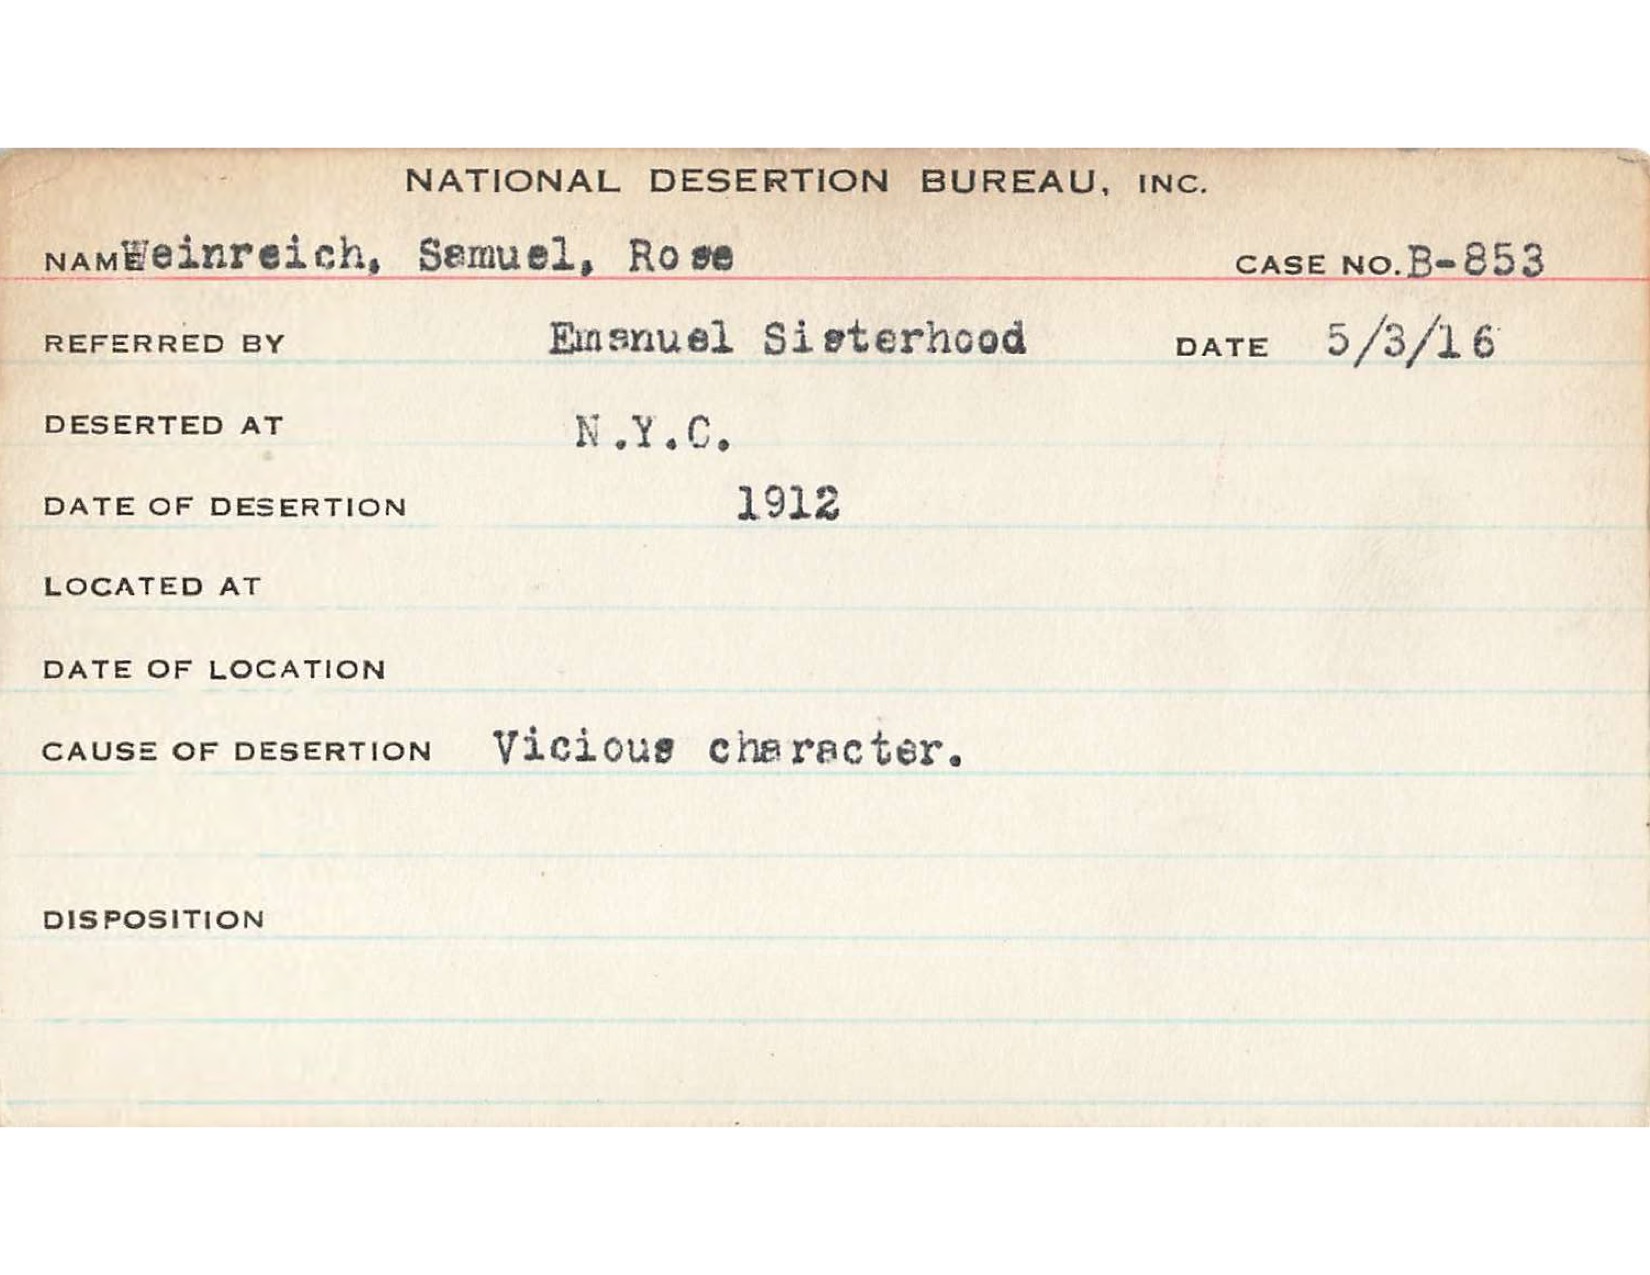 NATIONAL DESERTION BUREAU, INC.
NAME Weinreich, Samuel, Rose CASE NO. B-853
REFERRED BY Emanuel Sisterhood DATE 5/3/16
DESERTED AT N.Y.C.
DATE OF DESERTION 1912
LOCATED AT
DATE OF LOCATION
CAUSE OF DESERTION Vicious character.
DISPOSITION